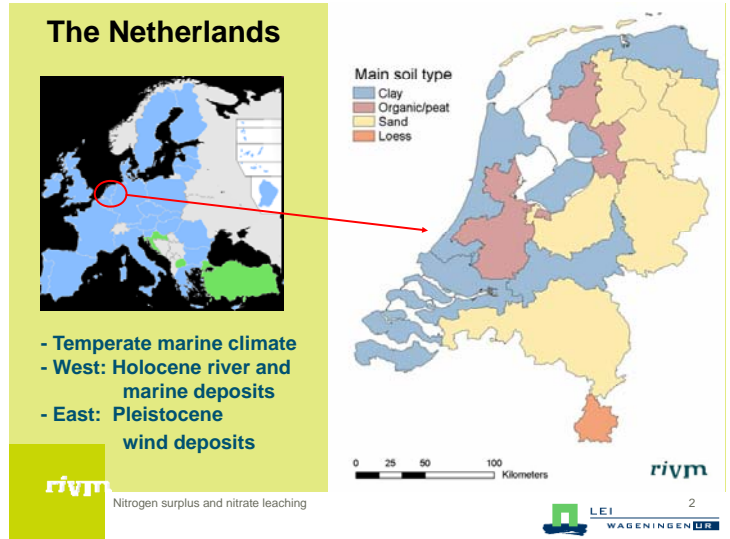 The Netherlands
- Temperate marine climate
- West: Holocene river and
marine deposits
- East: Pleistocene
wind deposits
Main soil type
Clay
Organic/peat
Sand
Loess
0 25 50 100
Kilometers
rivm
rivm
Nitrogen surplus and nitrate leaching
2
LEI
WAGENINGEN UR